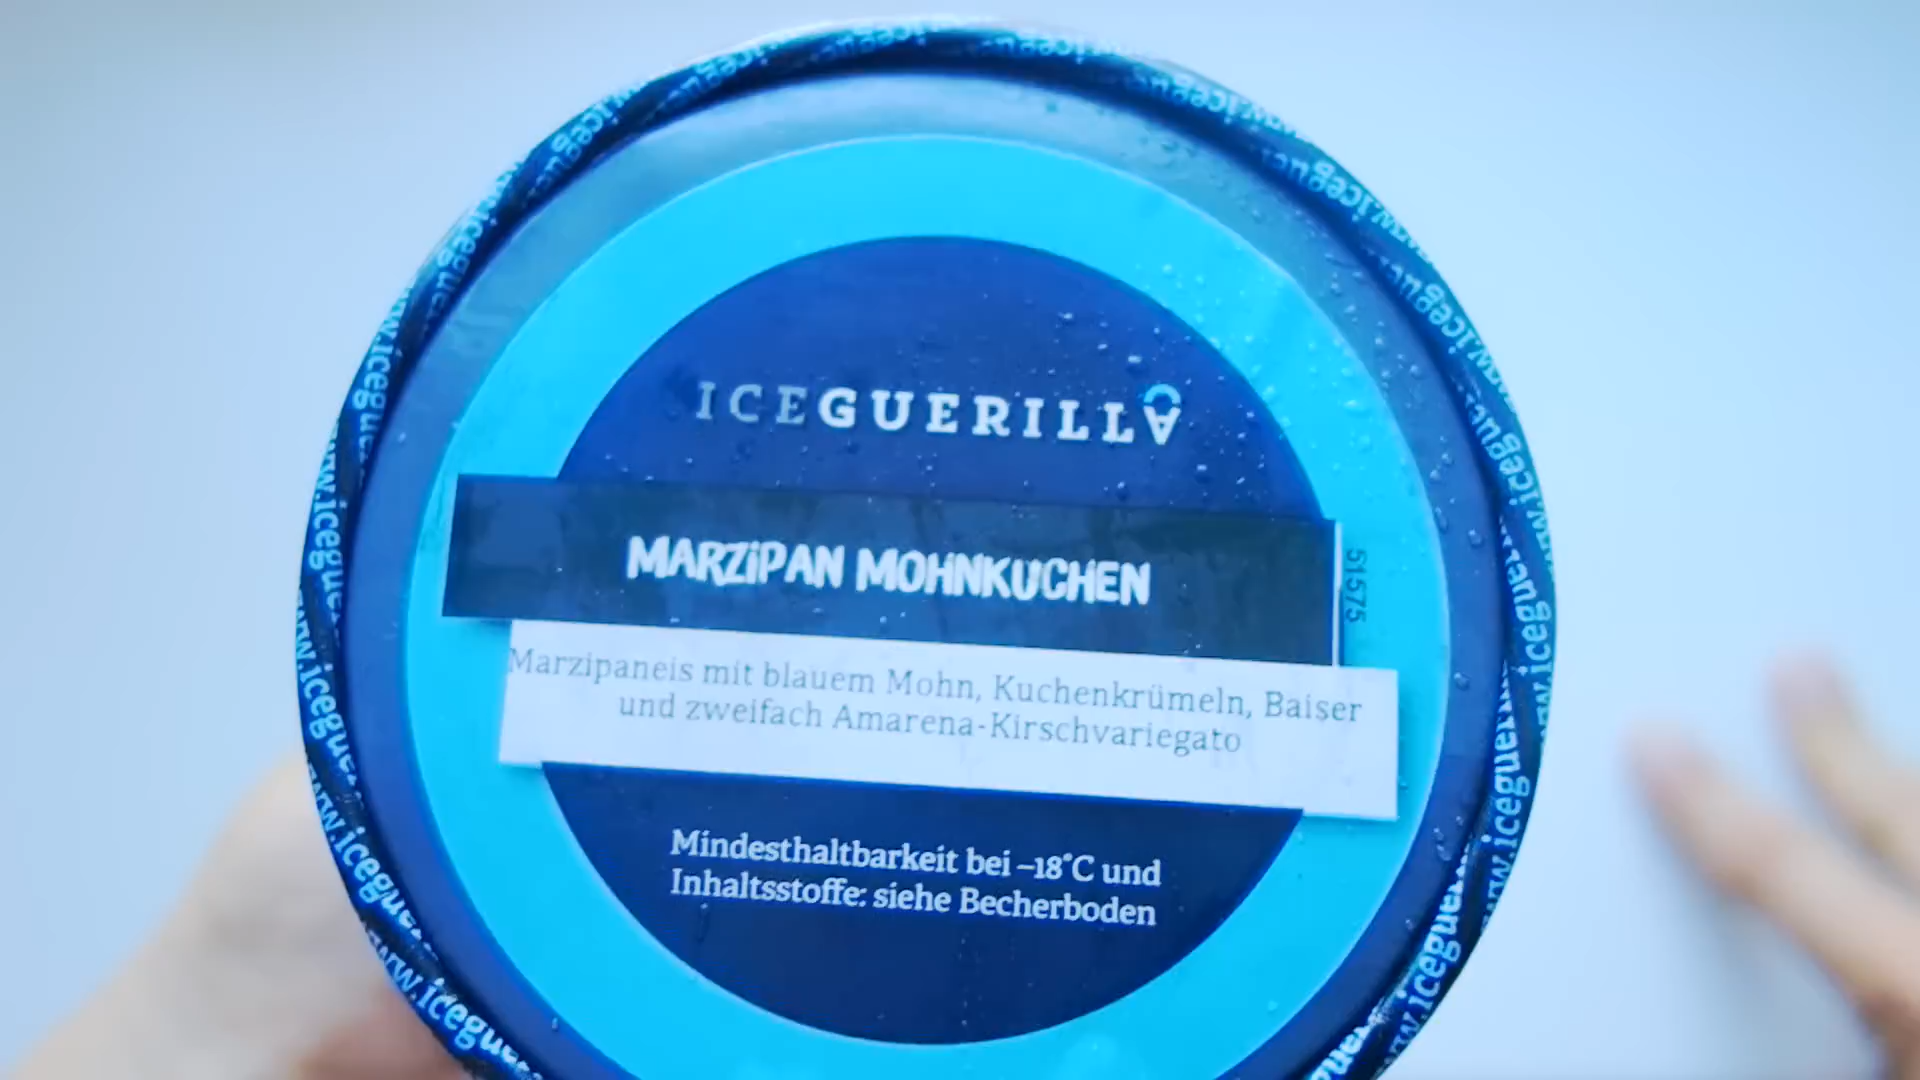 ICEGUERILLA
MARZiPAN MOHNKUCHEN
51575
Marzipaneis mit blauem Mohn, Kuchenkrümeln, Baiser
und zweifach Amarena-Kirschvariegato
Mindesthaltbarkeit bei –18°C und
Inhaltsstoffe: siehe Becherboden